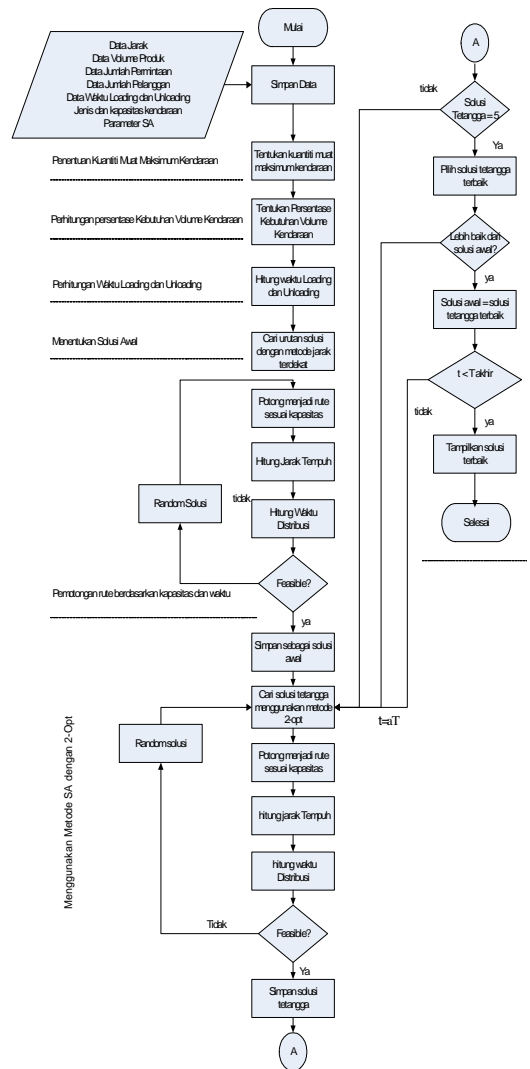 Mulai
Data Jarak
Data Volume Produk
Data Jumlah Permintaan
Data Jumlah Pelanggan
Data Waktu Loading dan Unloading
Jenis dan kapasitas kendaraan
Parameter SA
Simpan Data
Penentuan Kuantiti Muat Maksimum Kendaraan
Tentukan kuantiti muat
maksimum kendaraan
Perhitungan persentase Kebutuhan Volume Kendaraan
Tentukan Persentase
Kebutuhan Volume
Kendaraan
Perhitungan Waktu Loading dan Unloading
Hitung waktu Loading
dan Unloading
Menentukan Solusi Awal
Cari urutan solusi
dengan metode jarak
terdekat
Potong menjadi rute
sesuai kapasitas
Hitung Jarak Tempuh
Random Solusi
tidak
Hitung Waktu
Distribusi
Feasible?
Pemotongan rute berdasarkan kapasitas dan waktu
ya
Simpan sebagai solusi
awal
Cari solusi tetangga
menggunakan metode
2-opt
t=aT
Random solusi
Potong menjadi rute
sesuai kapasitas
hitung jarak Tempuh
hitung waktu
Distribusi
Menggunakan Metode SA dengan 2-Opt
Tidak
Feasible?
Ya
Simpan solusi
tetangga
A
A
tidak
Solusi
Tetangga = 5
Ya
Pilih solusi tetangga
terbaik
Lebih baik dari
solusi awal?
ya
Solusi awal = solusi
tetangga terbaik
t < Takhir
tidak
ya
Tampilkan solusi
terbaik
Selesai